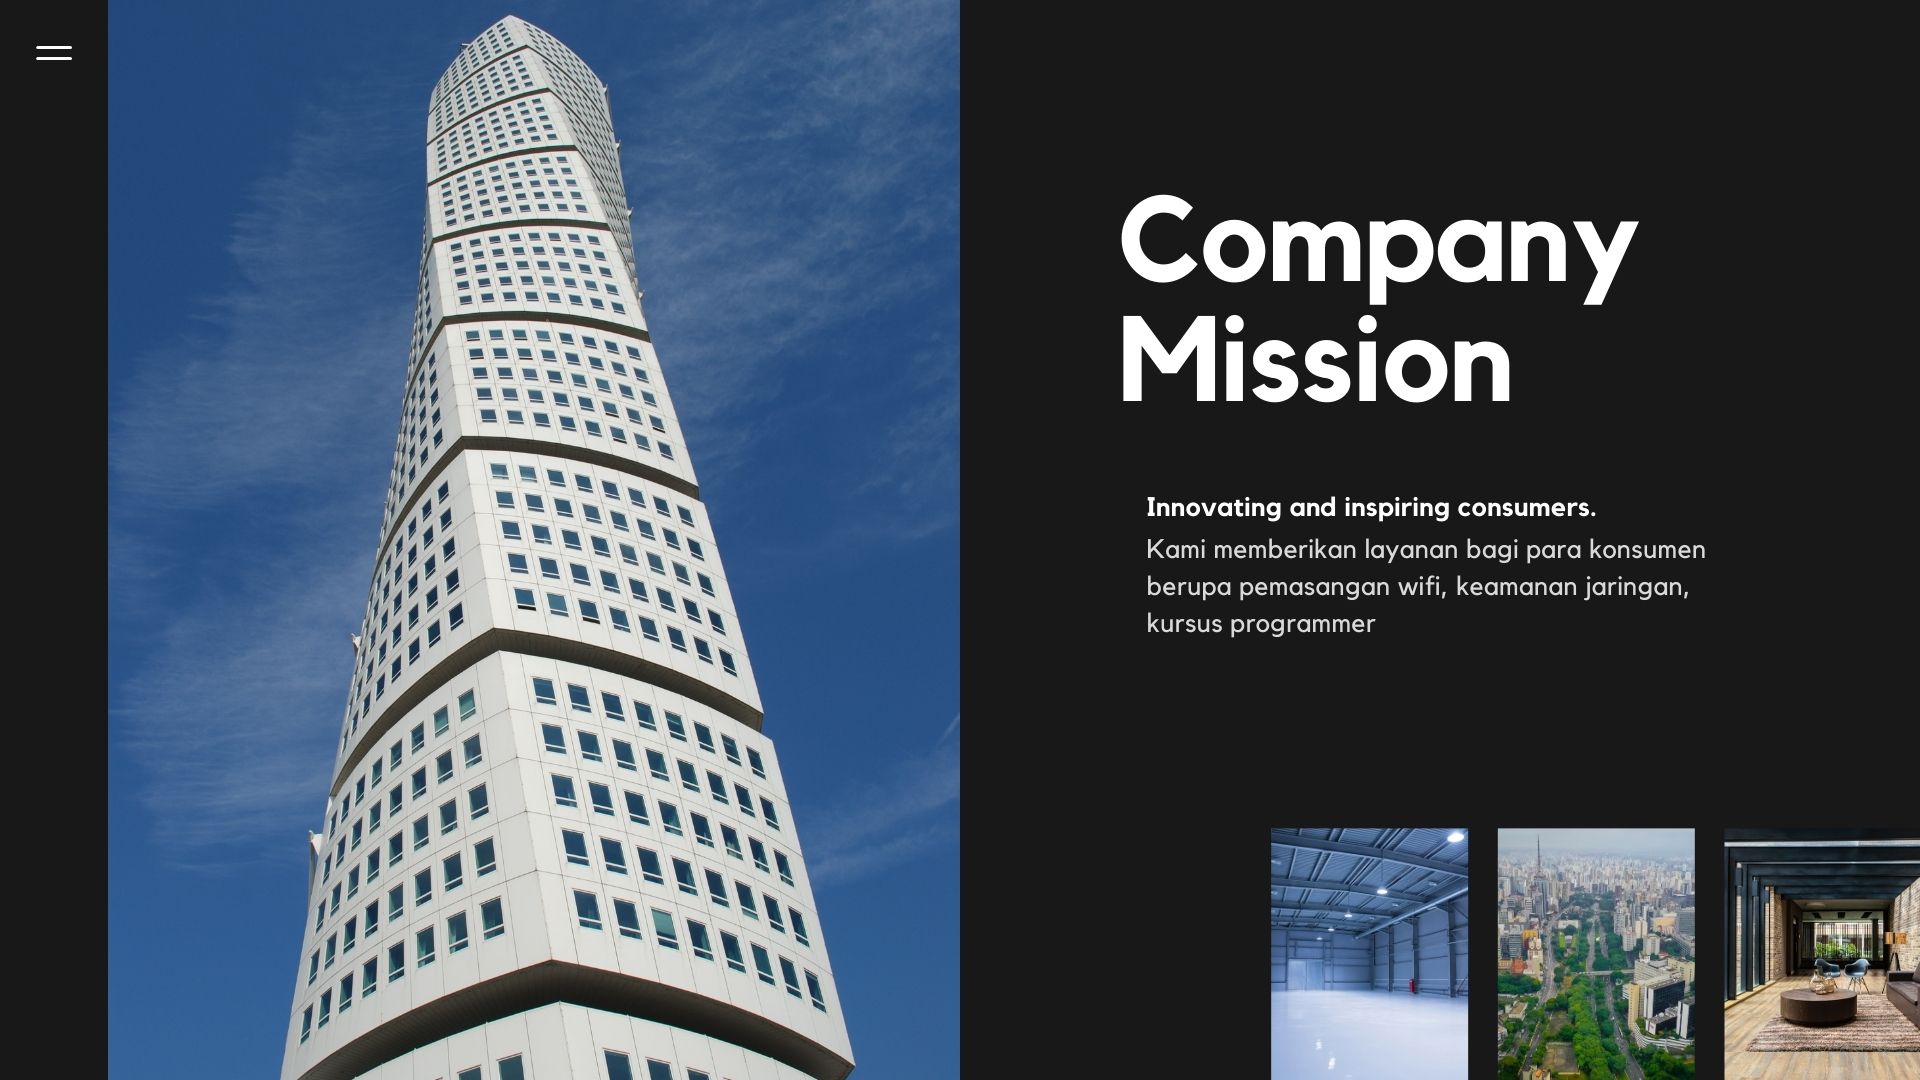 Company
Mission
Innovating and inspiring consumers.
Kami memberikan layanan bagi para konsumen
berupa pemasangan wifi, keamanan jaringan,
kursus programmer